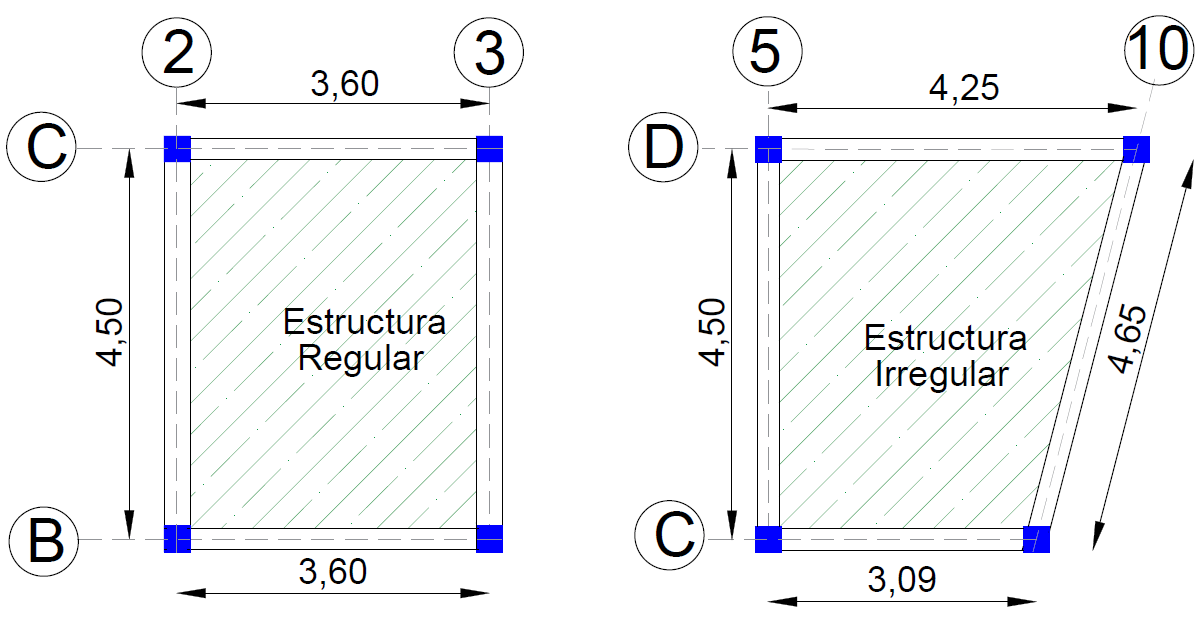 2
3
3,60
C
4,50
Estructura
Regular
B
3,60
5
10
4,25
D
4,50
Estructura
Irregular
4,65
C
3,09